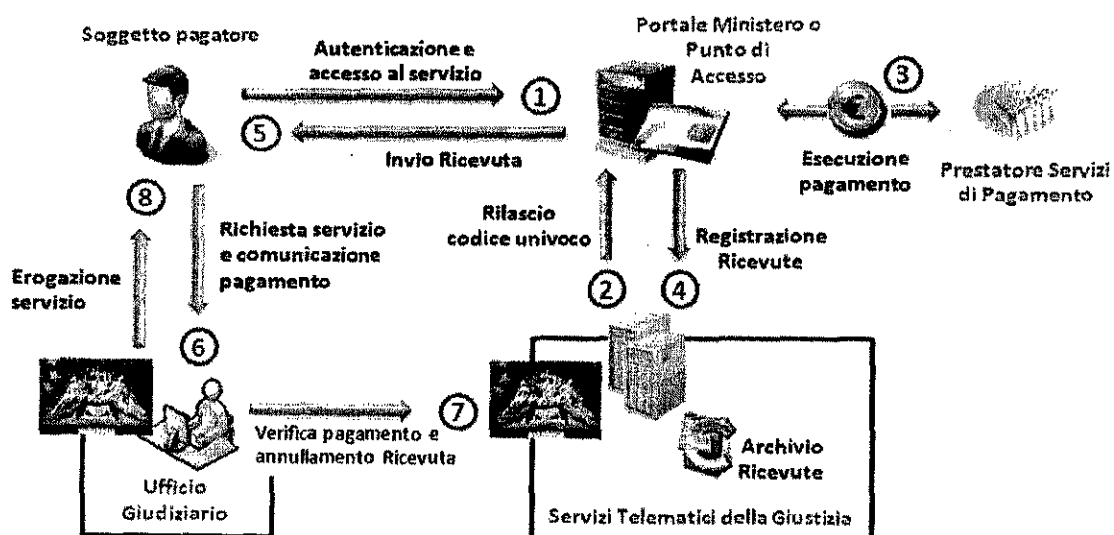 Soggetto pagatore
Autenticazione e
accesso al servizio
1
Portale Ministero o
Punto di
Accesso
3
€
5
Invio Ricevuta
Esecuzione
pagamento
Prestatore Servizi
di Pagamento
8
Richiesta servizio
e comunicazione
pagamento
Rilascio
codice univoco
Registrazione
Ricevute
Erogazione
servizio
2
4
6
7
Verifica pagamento e
annullamento Ricevuta
Archivio
Ricevute
Ufficio
Giudiziario
Servizi Telematici della Giustizia